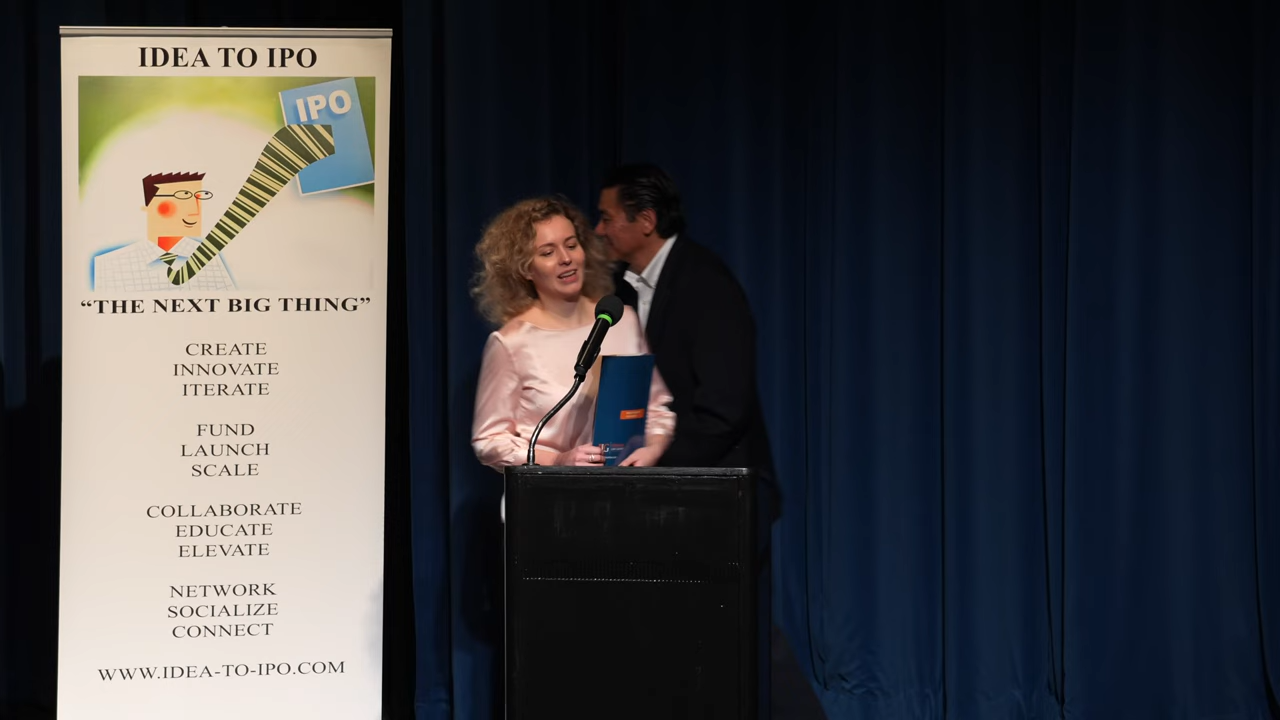 IDEA TO IPO
IPO
“THE NEXT BIG THING”
CREATE
INNOVATE
ITERATE
FUND
LAUNCH
SCALE
COLLABORATE
EDUCATE
ELEVATE
NETWORK
SOCIALIZE
CONNECT
WWW.IDEA-TO-IPO.COM